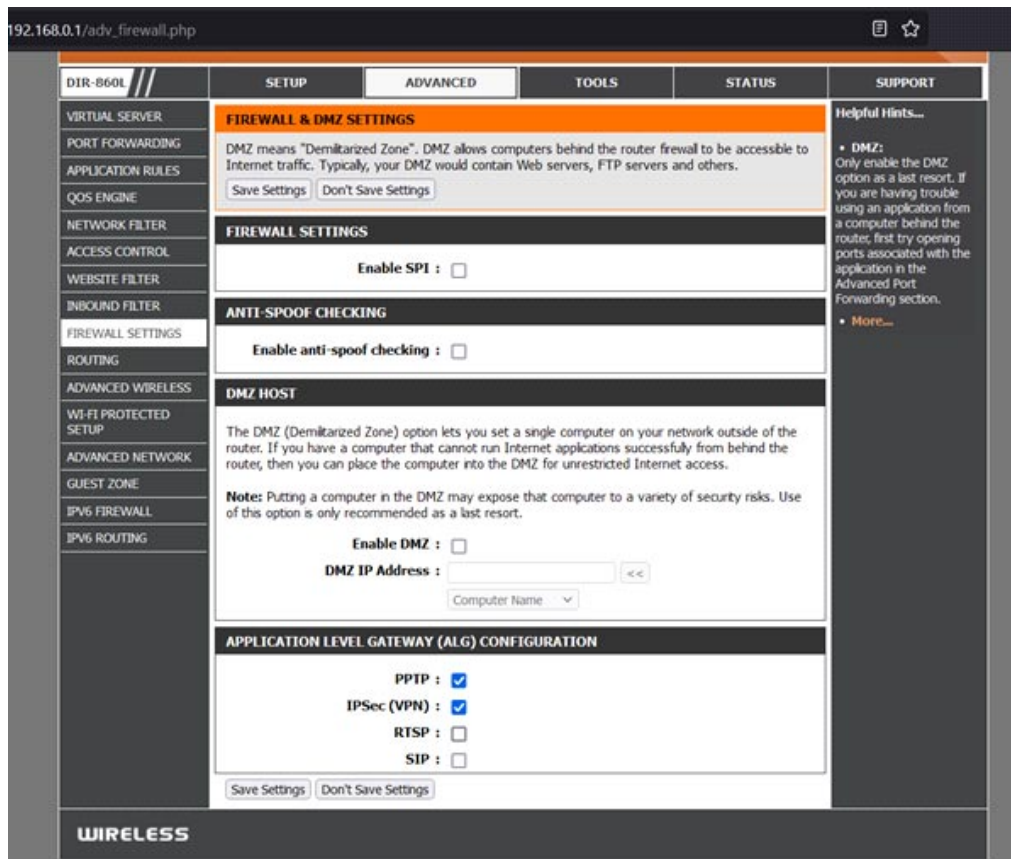 192.168.0.1/adv_firewall.php
DIR-860L
SETUP
ADVANCED
TOOLS
STATUS
SUPPORT
VIRTUAL SERVER
PORT FORWARDING
APPLICATION RULES
QOS ENGINE
NETWORK FILTER
ACCESS CONTROL
WEBSITE FILTER
INBOUND FILTER
FIREWALL SETTINGS
ROUTING
ADVANCED WIRELESS
WI-FI PROTECTED
SETUP
ADVANCED NETWORK
GUEST ZONE
IPV6 FIREWALL
IPV6 ROUTING
FIREWALL & DMZ SETTINGS
DMZ means "Demilitarized Zone". DMZ allows computers behind the router firewall to be accessible to
Internet traffic. Typically, your DMZ would contain Web servers, FTP servers and others.
Save Settings Don't Save Settings
FIREWALL SETTINGS
Enable SPI :
ANTI-SPOOF CHECKING
Enable anti-spoof checking :
DMZ HOST
The DMZ (Demilitarized Zone) option lets you set a single computer on your network outside of the
router. If you have a computer that cannot run Internet applications successfully from behind the
router, then you can place the computer into the DMZ for unrestricted Internet access.
Note: Putting a computer in the DMZ may expose that computer to a variety of security risks. Use
of this option is only recommended as a last resort.
Enable DMZ :
DMZ IP Address :
<<
Computer Name
APPLICATION LEVEL GATEWAY (ALG) CONFIGURATION
PPTP :
IPSec (VPN) :
RTSP :
SIP :
Save Settings Don't Save Settings
Helpful Hints...
• DMZ:
Only enable the DMZ
option as a last resort. If
you are having trouble
using an application from
a computer behind the
router, first try opening
ports associated with the
application in the
Advanced Port
Forwarding section.
• More...
WIRELESS